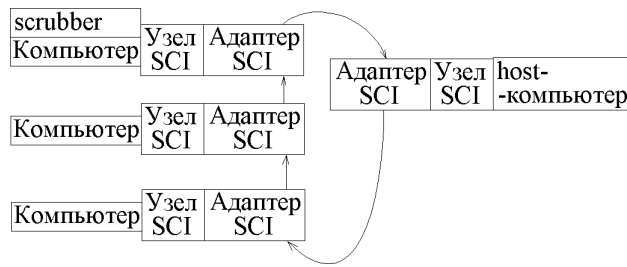 scrubber
Компьютер
Узел
SCI
Адаптер
SCI
Адаптер
SCI
Узел
SCI
host-
-компьютер
Компьютер
Узел
SCI
Адаптер
SCI
Компьютер
Узел
SCI
Адаптер
SCI